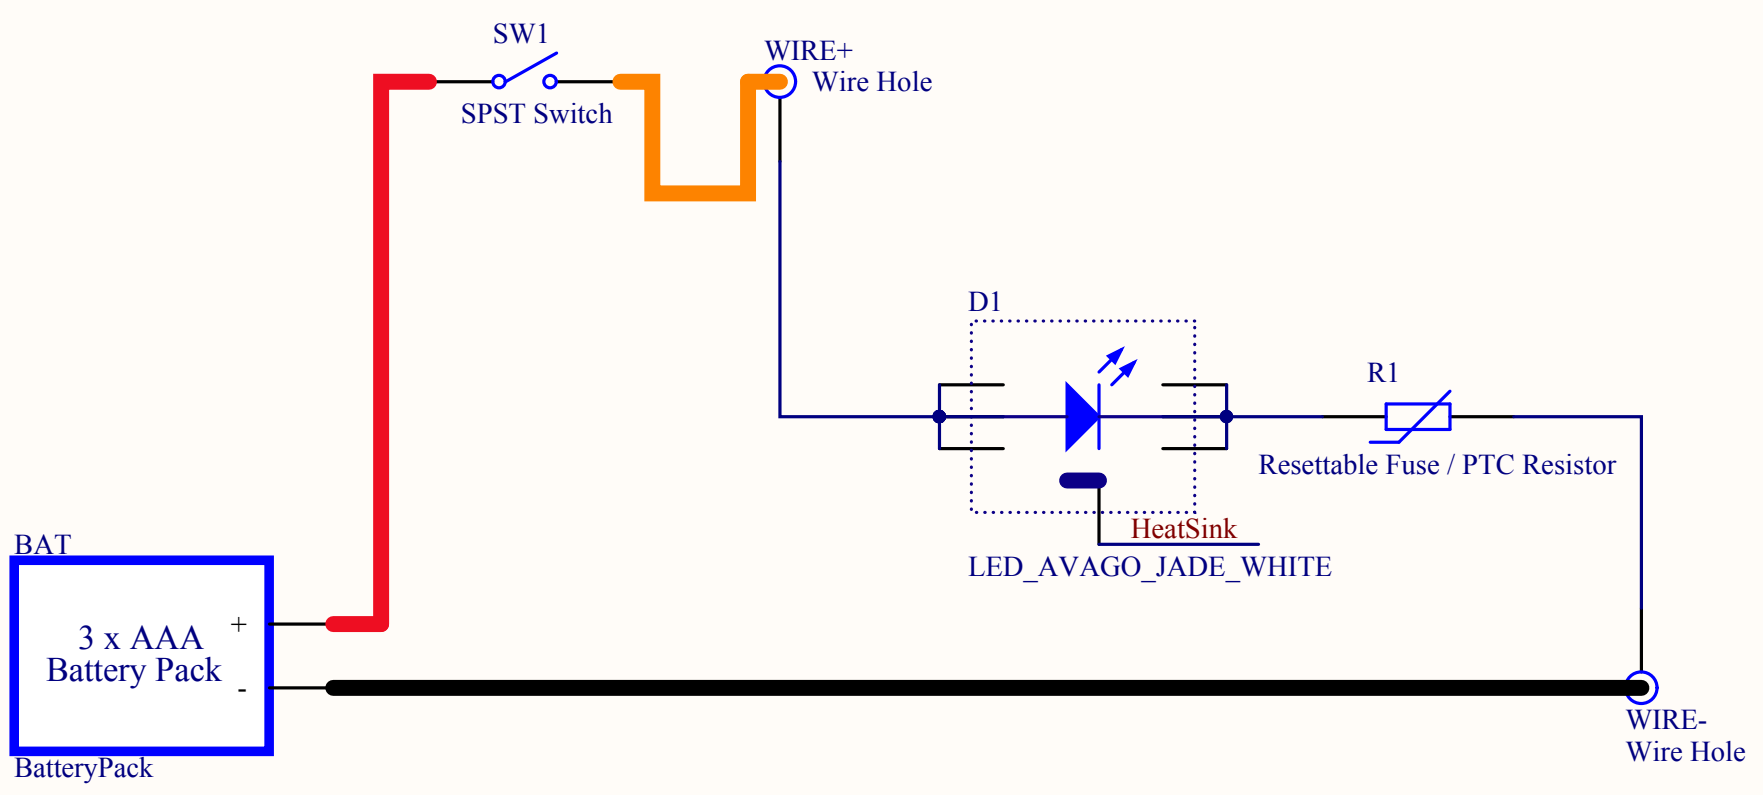 SW1
SPST Switch
WIRE+
Wire Hole
D1
HeatSink
LED_AVAGO_JADE_WHITE
R1
Resettable Fuse / PTC Resistor
BAT
3 x AAA
Battery Pack
+
-
BatteryPack
WIRE-
Wire Hole